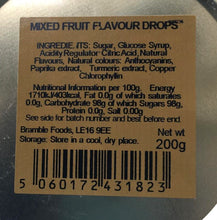 MIXED FRUIT FLAVOUR DROPS™
INGREDIE..ITS: Sugar, Glucose Syrup,
Acidity Regulator: Citric Acid, Natural
Flavours, Natural colours: Anthocyanins,
Paprika extract, Turmeric extract, Copper
Chlorophyllin
Nutritional Information per 100g. Energy
1710kJ/403kcal, Fat 0.0g of which saturates
0.0g, Carbohydrate 98g of which Sugars 98g,
Protein 0.0g, Salt 0.00g
See side for batch number and best before end.
Bramble Foods, LE16 9EE
Storage: Store in a cool, dry place.
Net wt
200g
5 060172 431823